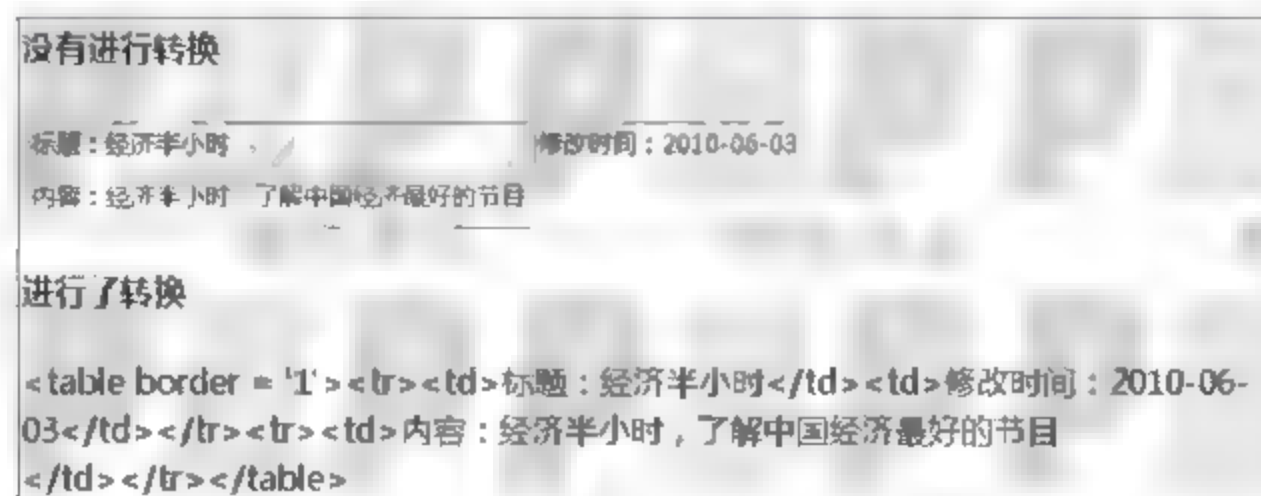 没有进行转换
标题：经济半小时 修改时间：2010-06-03
内容：经济半小时 了解中国经济最好的节目
进行了转换
<table border = '1'><tr><td>标题：经济半小时</td><td>修改时间：2010-06-
03</td></tr><tr><td>内容：经济半小时，了解中国经济最好的节目
</td></tr></table>